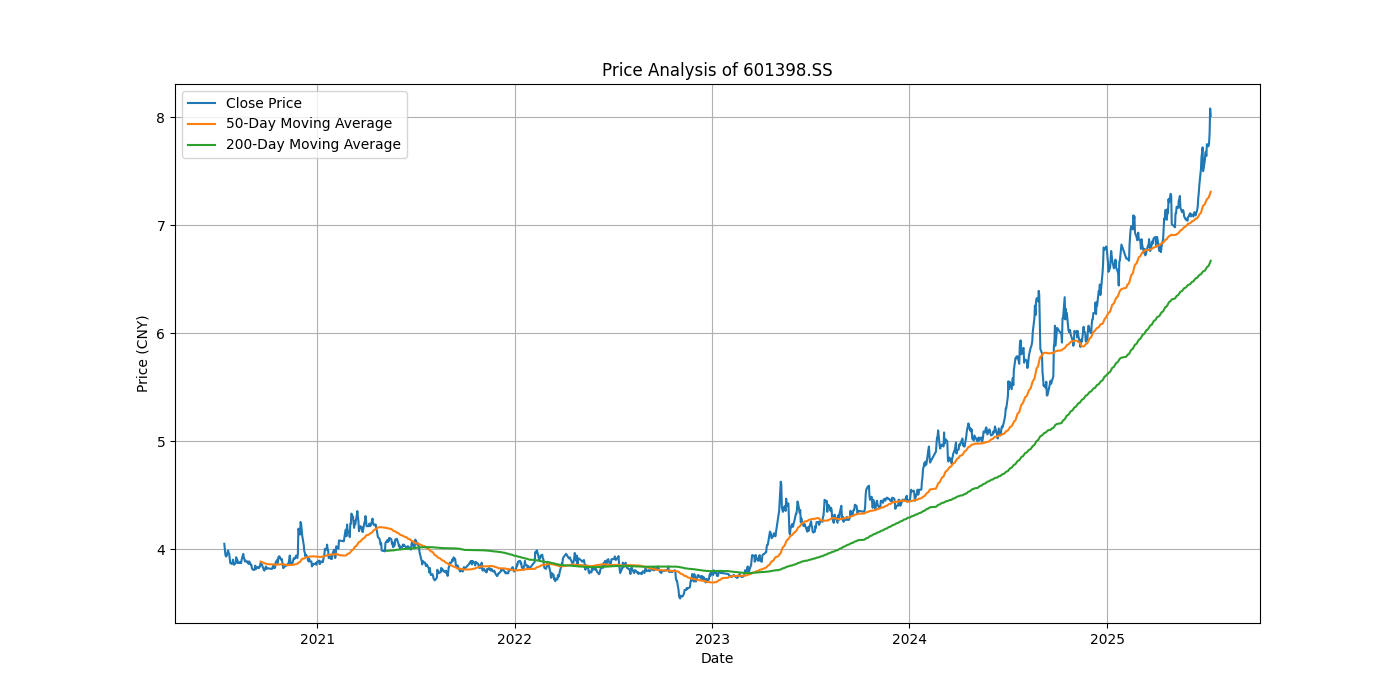 Price Analysis of 601398.SS
Close Price
50-Day Moving Average
200-Day Moving Average
8
7
6
5
4
Price (CNY)
2021
2022
2023
2024
2025
Date